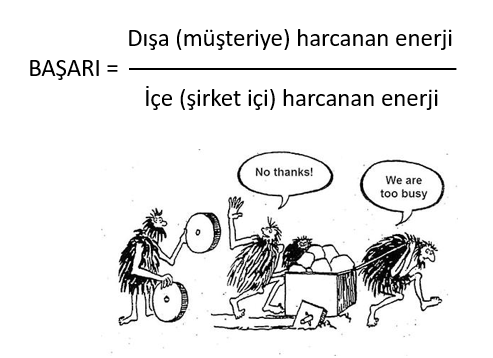 Dışa (müşteriye) harcanan enerji
BAŞARI =
İçe (şirket içi) harcanan enerji
No thanks!
We are
too busy